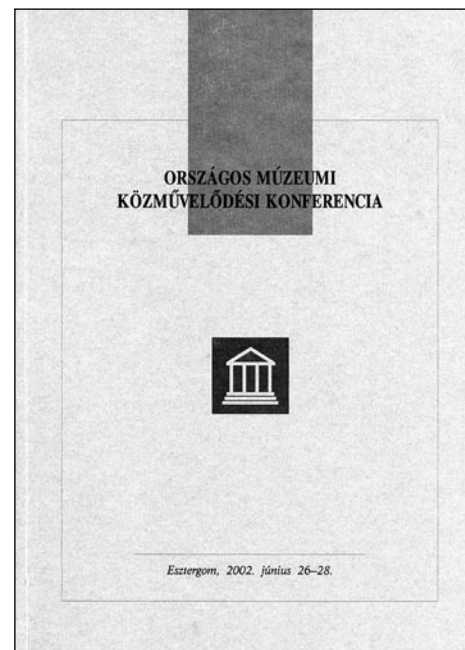 ORSZÁGOS MÚZEUMI
KÖZMŰVELŐDÉSI KONFERENCIA
Esztergom, 2002. június 26–28.